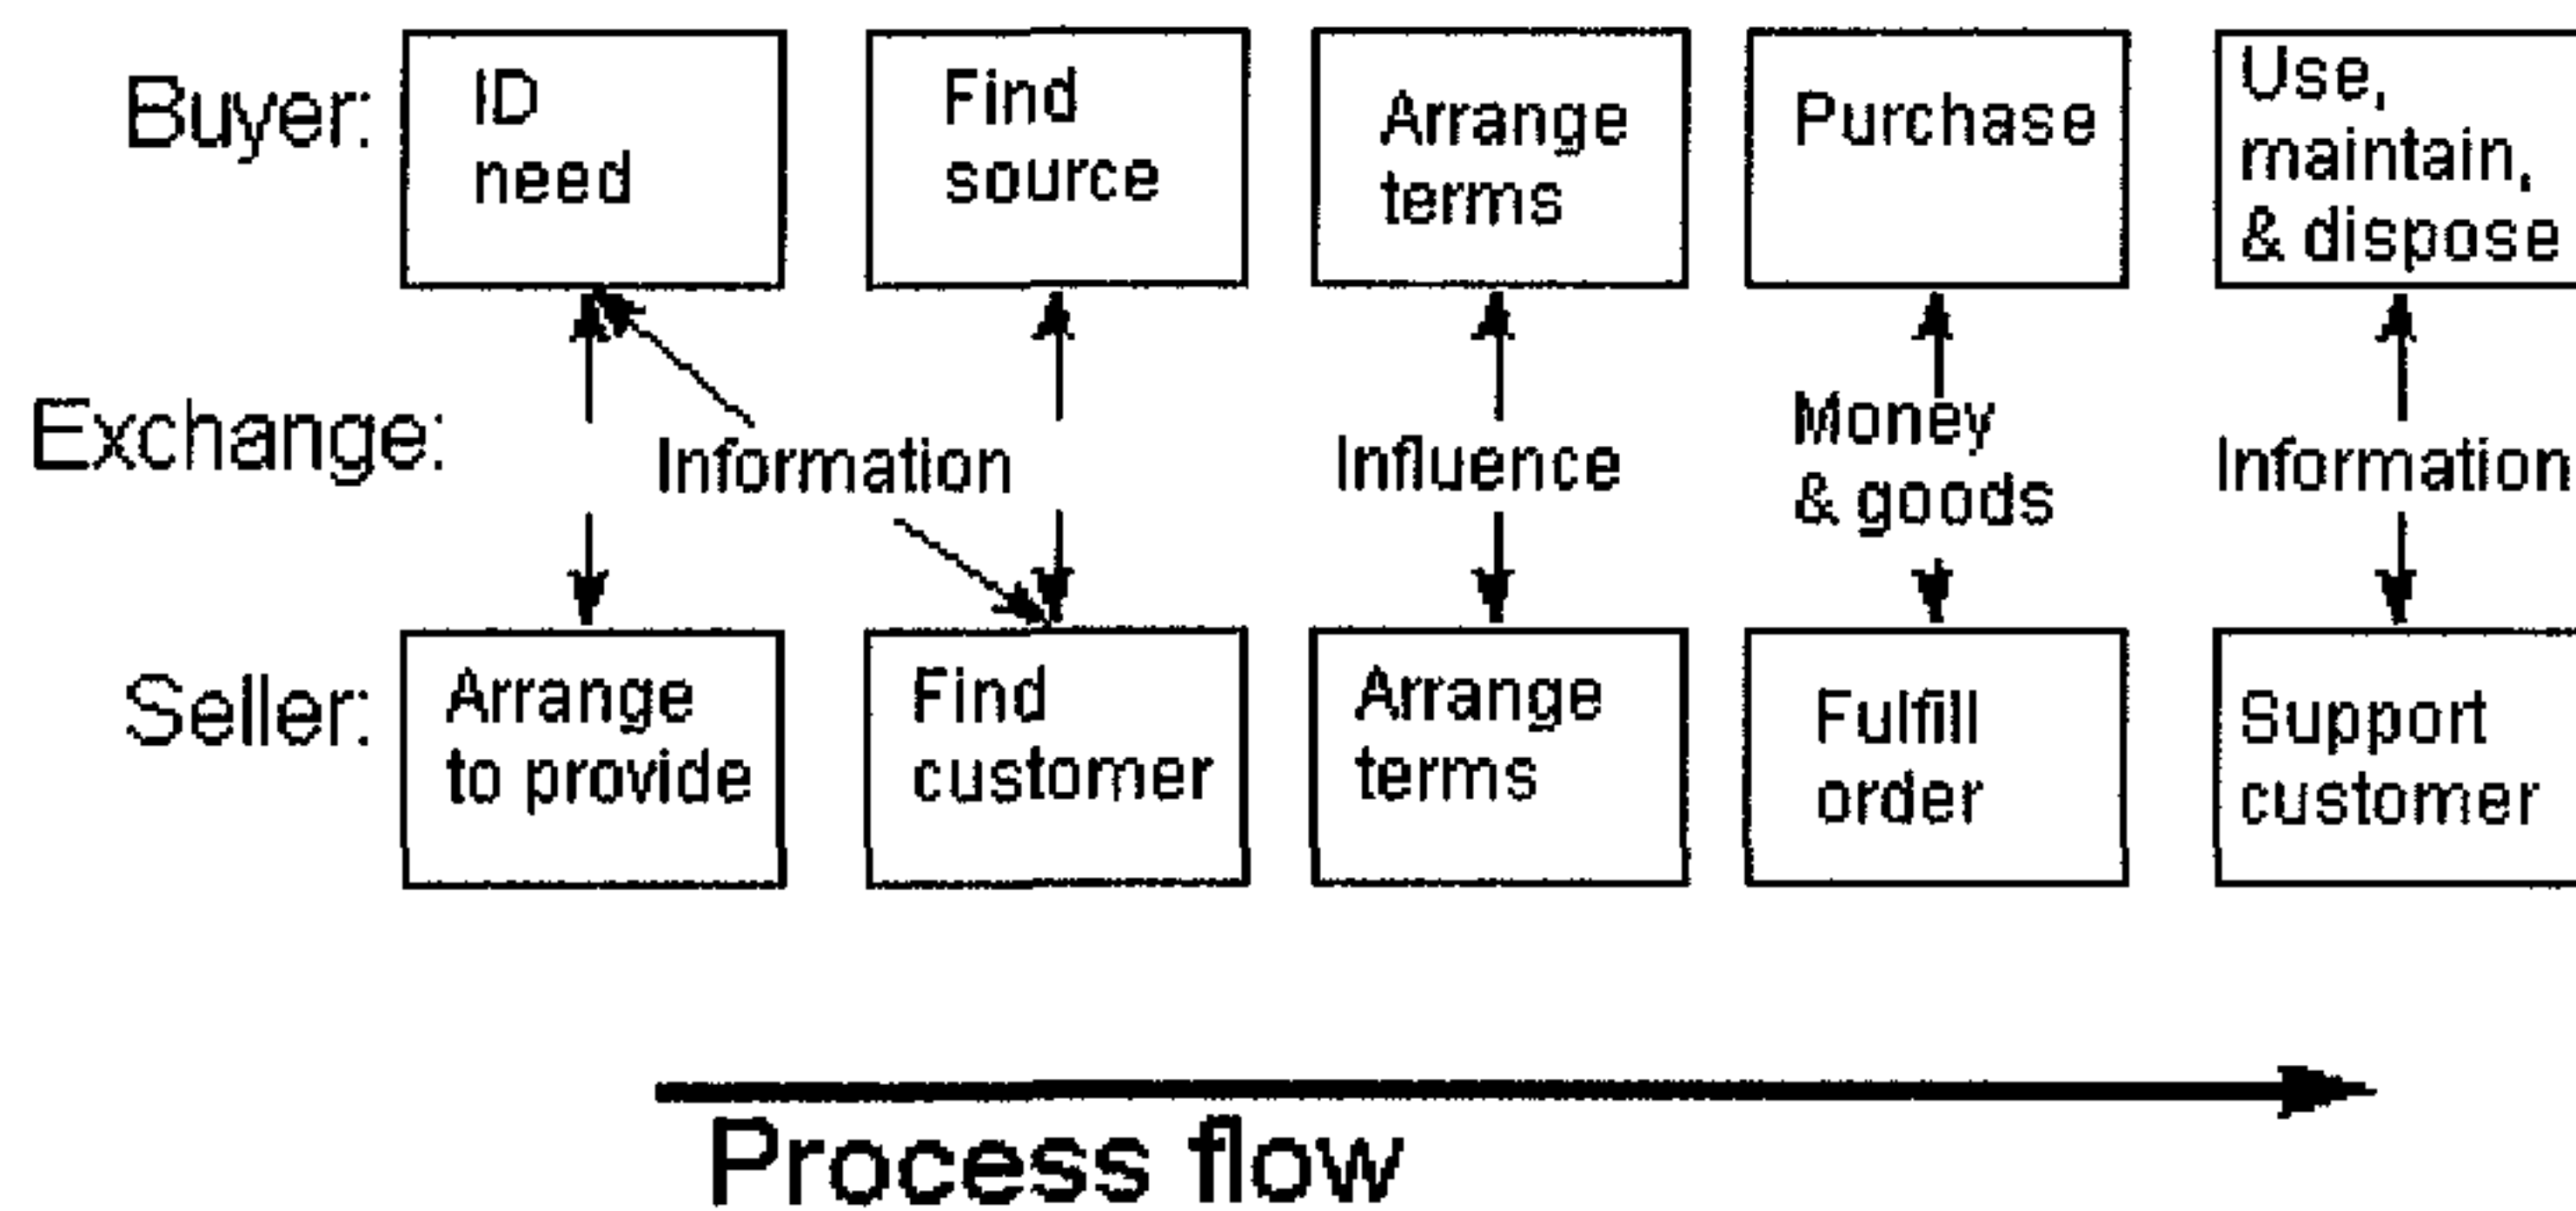 Buyer:
ID
need
Find
source
Arrange
terms
Purchase
Use,
maintain,
& dispose
Exchange:
Information
Influence
Money
& goods
Information
Seller:
Arrange
to provide
Find
customer
Arrange
terms
Fulfill
order
Support
customer
Process flow